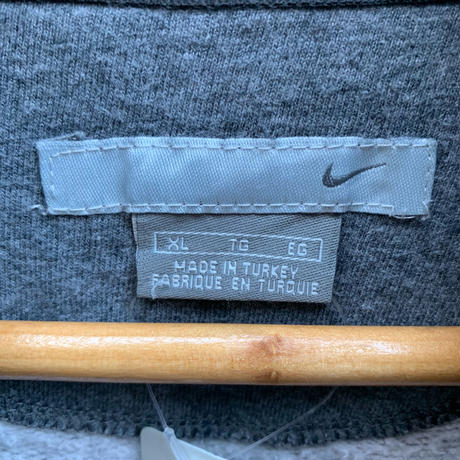 XL TG EG
MADE IN TURKEY
FABRIQUE EN TURQUIE